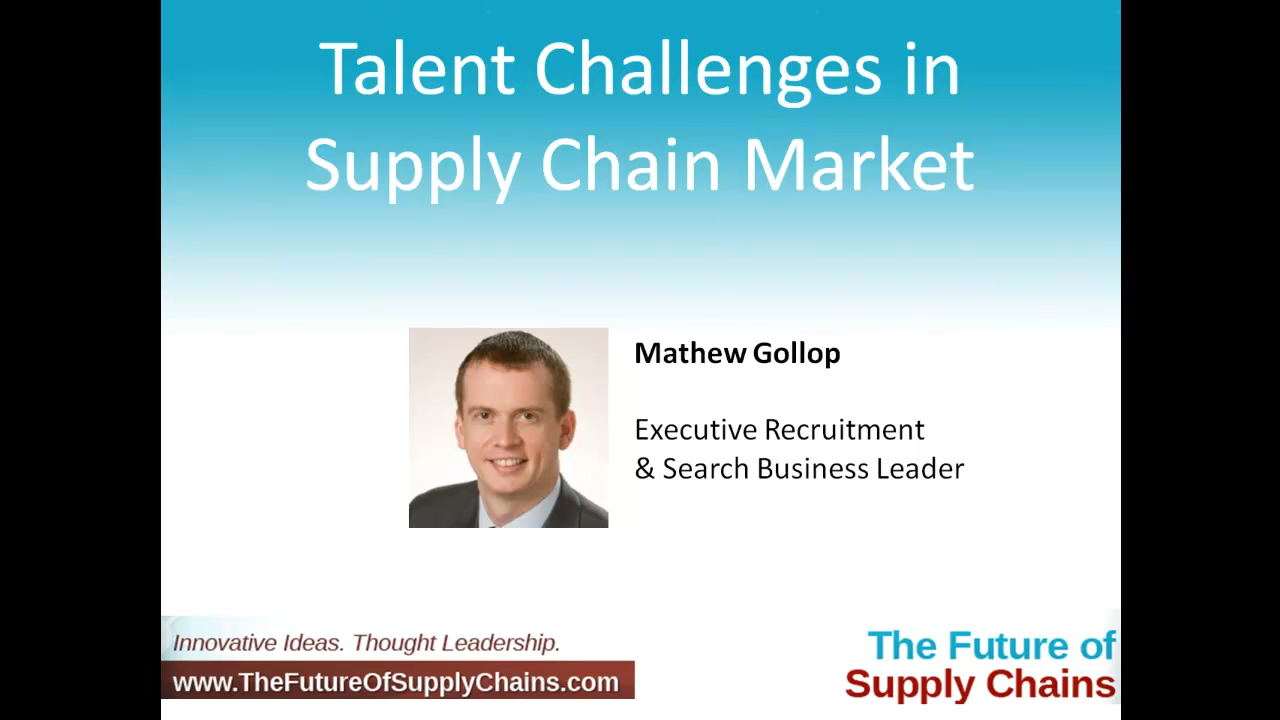 Talent Challenges in
Supply Chain Market
Mathew Gollop
Executive Recruitment
& Search Business Leader
Innovative Ideas. Thought Leadership.
www.TheFutureOfSupplyChains.com
The Future of
Supply Chains